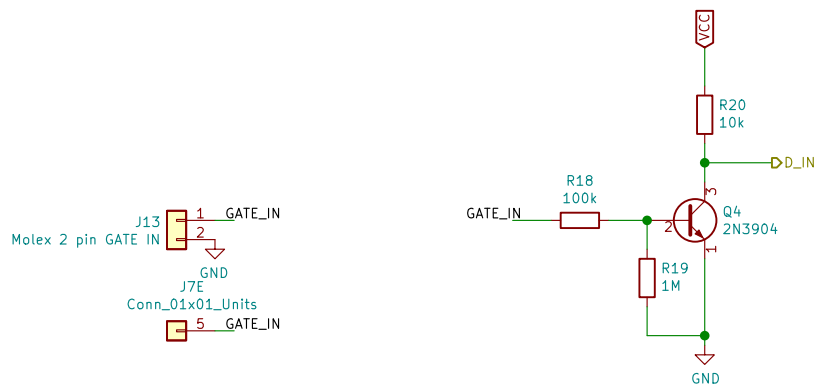 VCC
R20
10k
D_IN
R18
100k
GATE_IN
3
2
Q4
2N3904
1
R19
1M
GND
J13
Molex 2 pin GATE IN
1
GATE_IN
2
GND
J7E
Conn_01x01_Units
5
GATE_IN